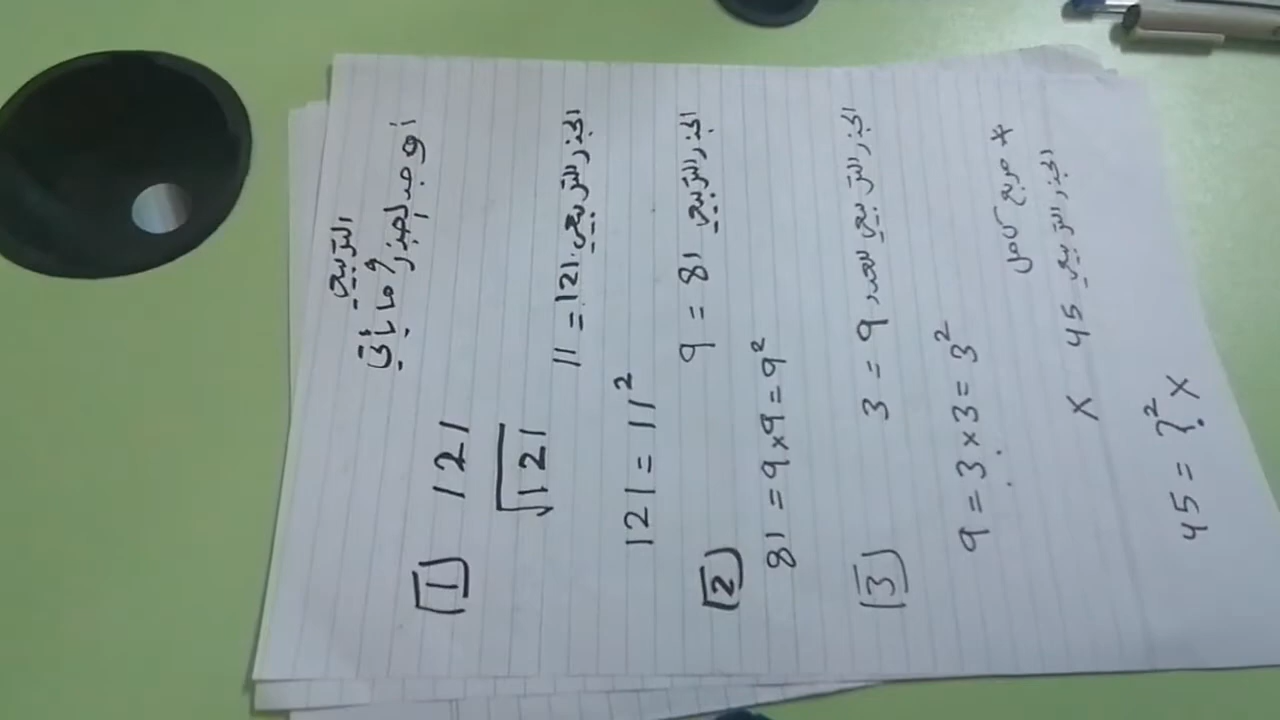 التربيعي
أوجد لجذر وما يأتي
[1] 121
√121
الجذر التربيعي 121 = 11
121 = 11²
[2] الجذر التربيعي 81 = 9
81 = 9 × 9 = 9²
[3] الجذر التربيعي للعدد 9 = 3
9 = 3 × 3 = 3²
* مربع كامل
الجذر التربيعي 45 X
45 = ?² X